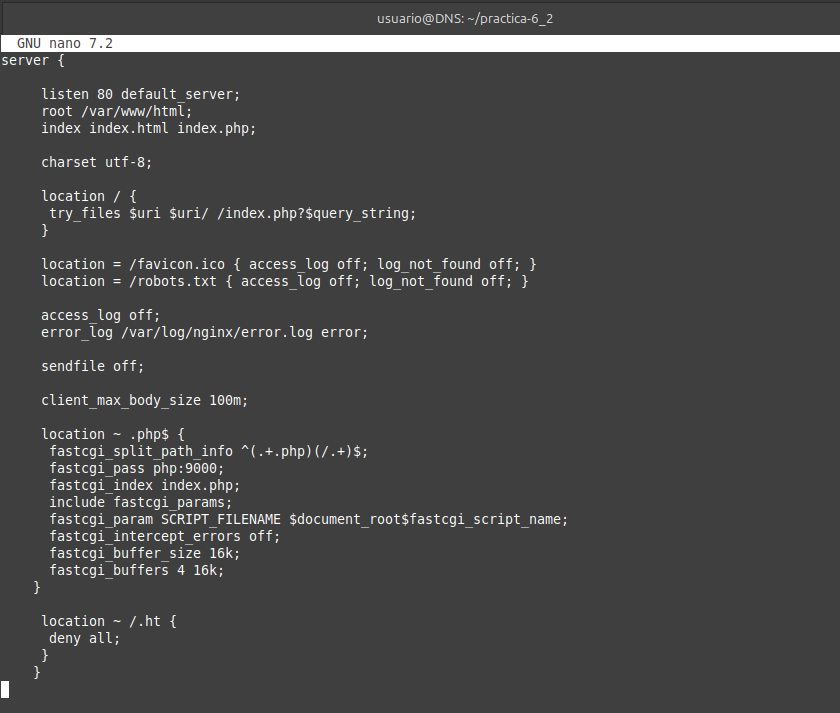 usuario@DNS: ~/practica-6_2
GNU nano 7.2
server {
listen 80 default_server;
root /var/www/html;
index index.html index.php;
charset utf-8;
location / {
try_files $uri $uri/ /index.php?$query_string;
}
location = /favicon.ico { access_log off; log_not_found off; }
location = /robots.txt { access_log off; log_not_found off; }
access_log off;
error_log /var/log/nginx/error.log error;
sendfile off;
client_max_body_size 100m;
location ~ .php$ {
fastcgi_split_path_info ^(.+.php)(/.+)$;
fastcgi_pass php:9000;
fastcgi_index index.php;
include fastcgi_params;
fastcgi_param SCRIPT_FILENAME $document_root$fastcgi_script_name;
fastcgi_intercept_errors off;
fastcgi_buffer_size 16k;
fastcgi_buffers 4 16k;
}
location ~ /.ht {
deny all;
}
}